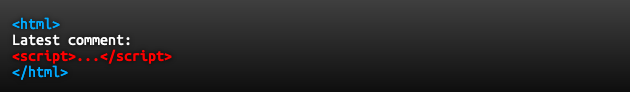 <html>
Latest comment:
<script>...</script>
</html>